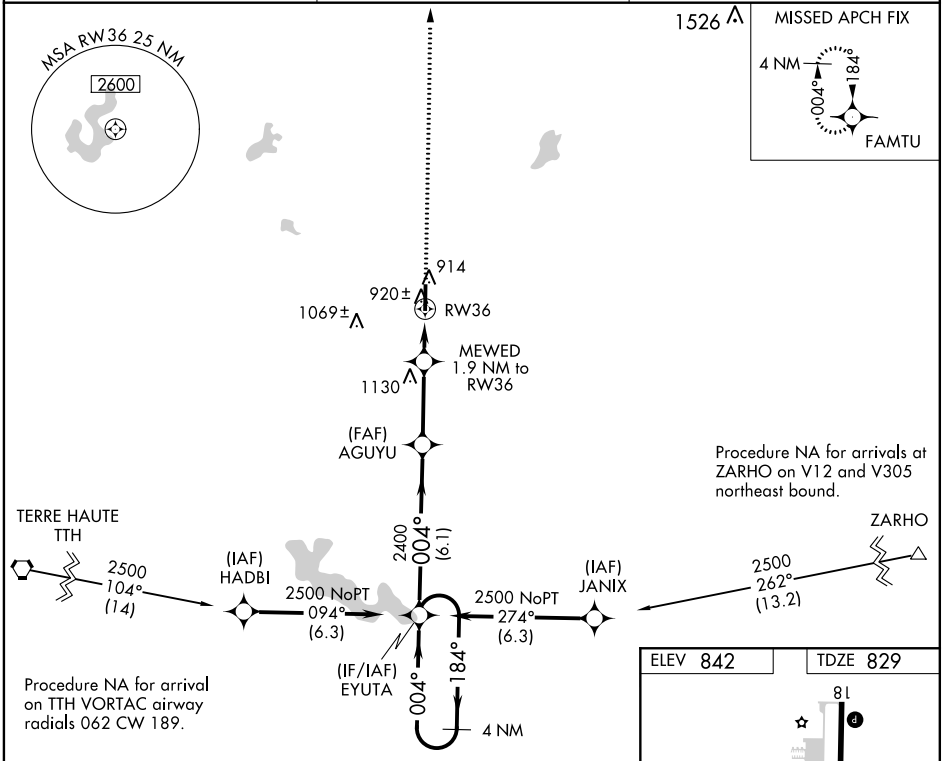 MSA RW36 25 NM
2600
1526
MISSED APCH FIX
4 NM
004°
184°
FAMTU
914
920±
1069±
RW36
MEWED
1.9 NM to
RW36
1130
(FAF)
AGUYU
Procedure NA for arrivals at
ZARHO on V12 and V305
northeast bound.
TERRE HAUTE
TTH
2500
104°
(14)
(IAF)
HADBI
2500 NoPT
094°
(6.3)
2400
004°
(6.1)
2500 NoPT
274°
(6.3)
(IAF)
JANIX
2500
262°
(13.2)
ZARHO
(IF/IAF)
EYUTA
004°
184°
4 NM
Procedure NA for arrival
on TTH VORTAC airway
radials 062 CW 189.
ELEV 842
TDZE 829
18
P